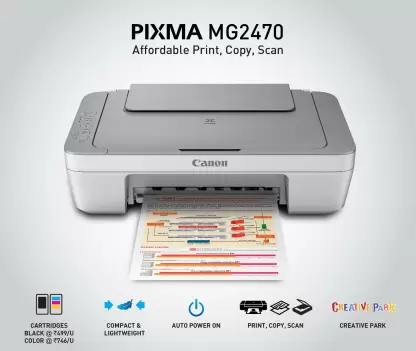 PIXMA MG2470
Affordable Print, Copy, Scan
Canon
CARTRIDGES
BLACK @ ₹499/U
COLOR @ ₹746/U
COMPACT &
LIGHTWEIGHT
AUTO POWER ON
PRINT, COPY, SCAN
CREATIVE PARK
CREATIVE PARK